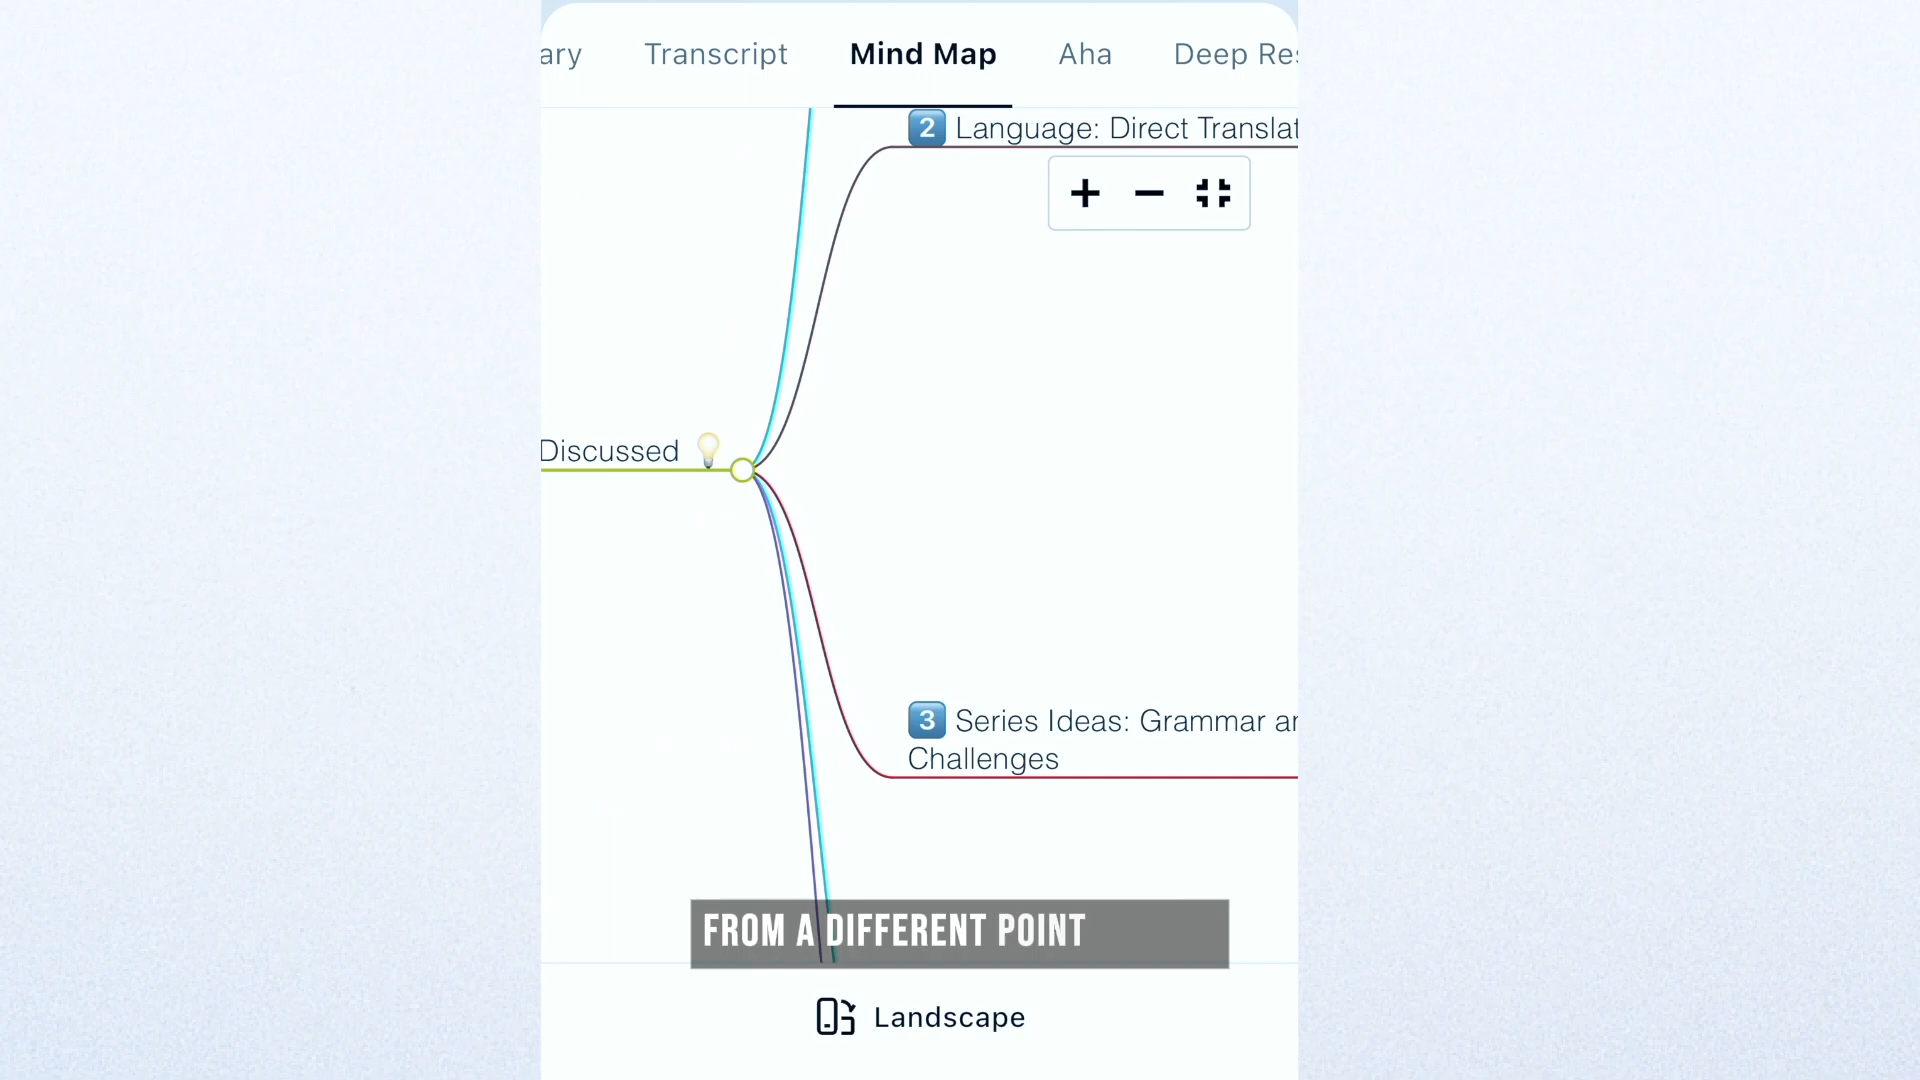 ary Transcript Mind Map Aha Deep Res
2 Language: Direct Translat
Discussed
3 Series Ideas: Grammar an
Challenges
FROM A DIFFERENT POINT
Landscape